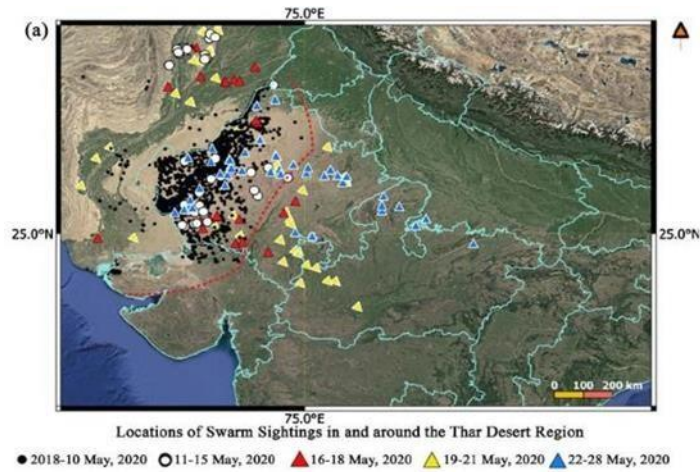 75.0°E
(a)
25.0°N
25.0°N
0 100 200 km
75.0°E
Locations of Swarm Sightings in and around the Thar Desert Region
2018-10 May, 2020 11-15 May, 2020 16-18 May, 2020 19-21 May, 2020 22-28 May, 2020